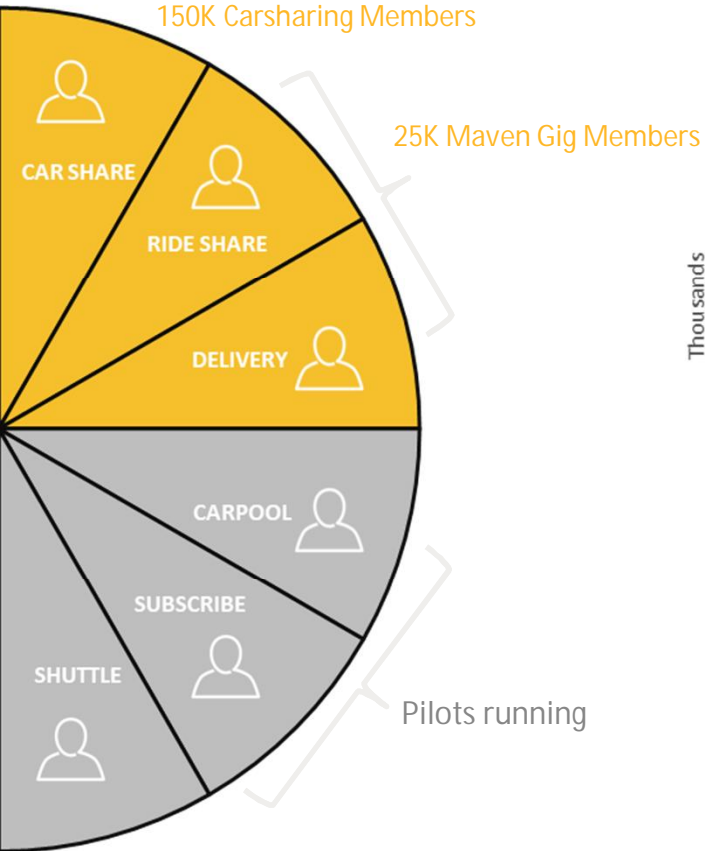 150K Carsharing Members
CAR SHARE
25K Maven Gig Members
RIDE SHARE
Thousands
DELIVERY
CARPOOL
SUBSCRIBE
SHUTTLE
Pilots running